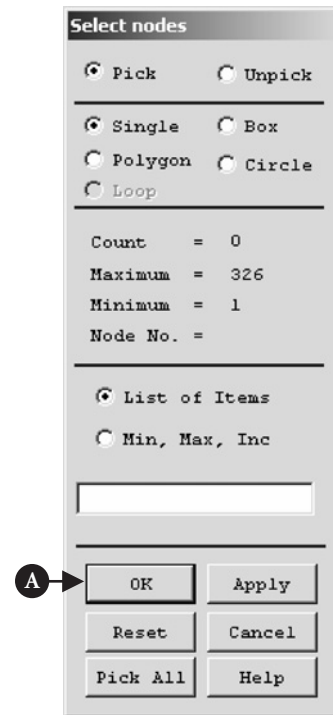 Select nodes
Pick Unpick
Single Box
Polygon Circle
Loop
Count = 0
Maximum = 326
Minimum = 1
Node No. =
List of Items
Min, Max, Inc
A OK Apply
Reset Cancel
Pick All Help